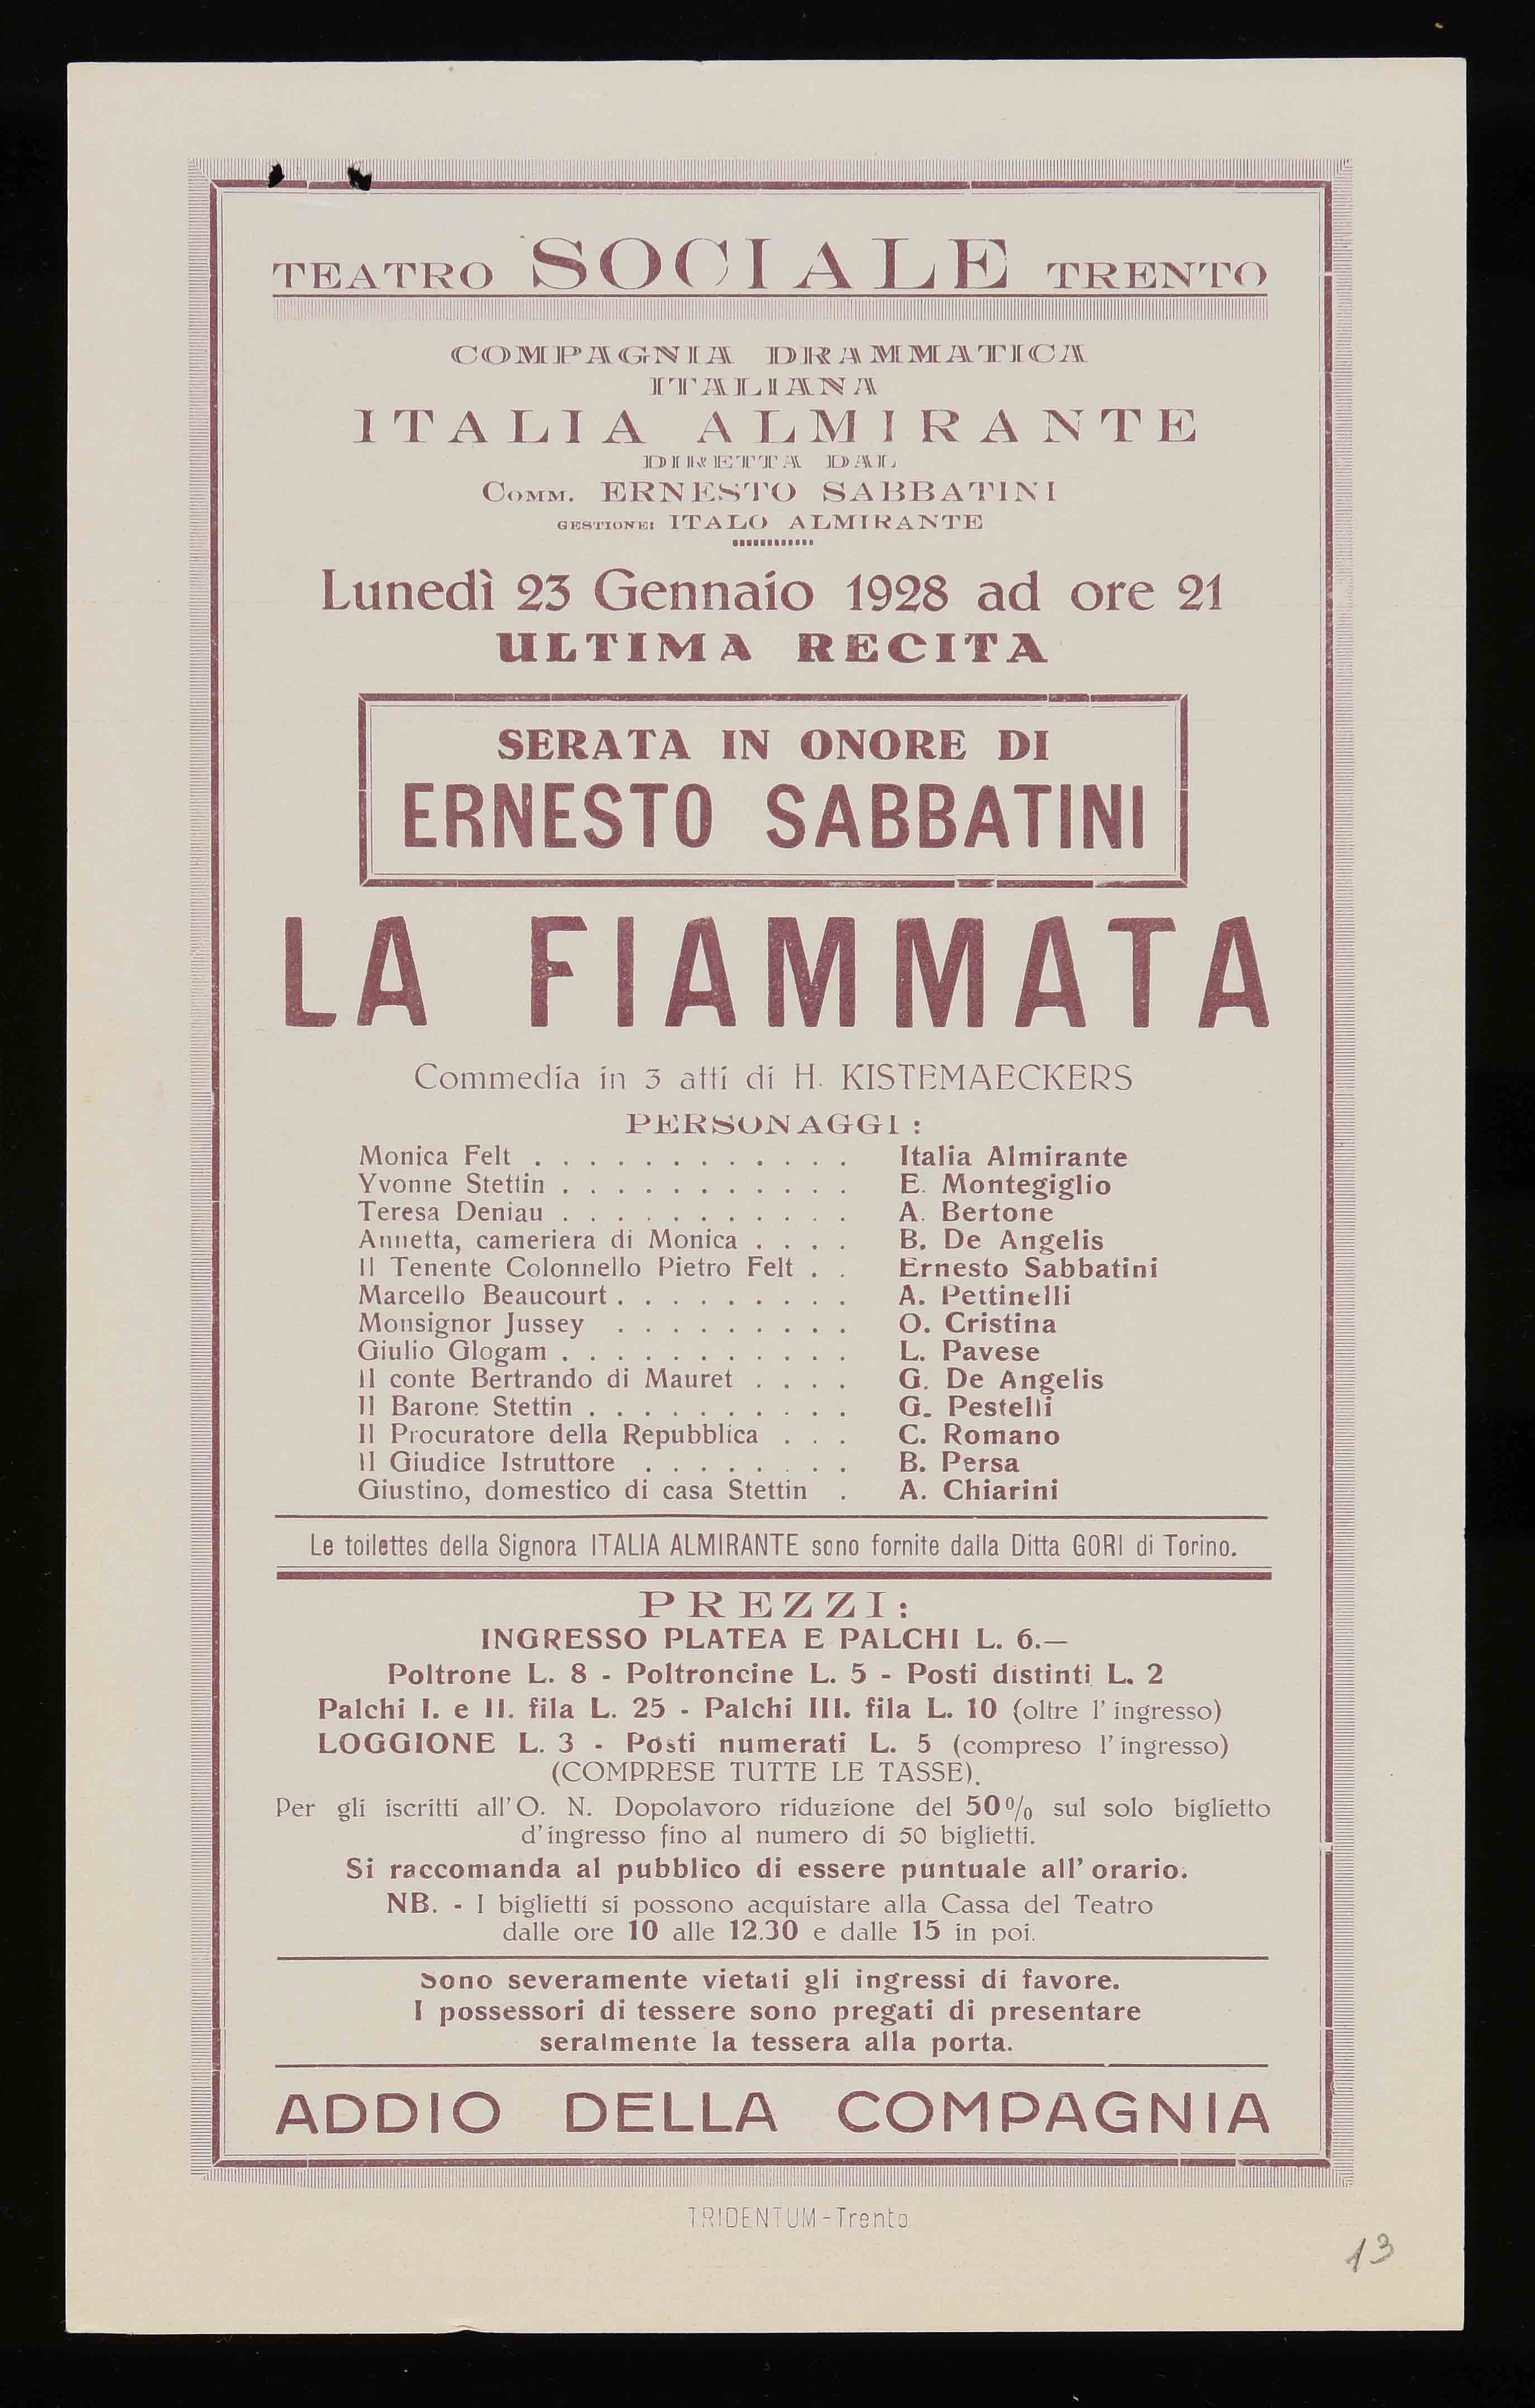 TEATRO SOCIALE TRENTO
COMPAGNIA DRAMMATICA
ITALIANA
ITALIA ALMIRANTE
DIRETTA DAL
COMM. ERNESTO SABBATINI
GESTIONE: ITALO ALMIRANTE
Lunedì 23 Gennaio 1928 ad ore 21
ULTIMA RECITA
SERATA IN ONORE DI
ERNESTO SABBATINI
LA FIAMMATA
Commedia in 3 atti di H. KISTEMAECKERS
PERSONAGGI:
Monica Felt . . . . . . . . . . . . Italia Almirante
Yvonne Stettin . . . . . . . . . . . E. Montegiglio
Teresa Deniau . . . . . . . . . . . A. Bertone
Annetta, cameriera di Monica . . . . B. De Angelis
Il Tenente Colonnello Pietro Felt . . Ernesto Sabbatini
Marcello Beaucourt . . . . . . . . . A. Pettinelli
Monsignor Jussey . . . . . . . . . O. Cristina
Giulio Glogam . . . . . . . . . . . L. Pavese
Il conte Bertrando di Mauret . . . . G. De Angelis
Il Barone Stettin . . . . . . . . . . G. Pestelli
Il Procuratore della Repubblica . . . C. Romano
Il Giudice Istruttore . . . . . . . . B. Persa
Giustino, domestico di casa Stettin . A. Chiarini
Le toilettes della Signora ITALIA ALMIRANTE sono fornite dalla Ditta GORI di Torino.
PREZZI:
INGRESSO PLATEA E PALCHI L. 6.—
Poltrone L. 8 - Poltroncine L. 5 - Posti distinti L. 2
Palchi I. e II. fila L. 25 - Palchi III. fila L. 10 (oltre l'ingresso)
LOGGIONE L. 3 - Posti numerati L. 5 (compreso l'ingresso)
(COMPRESE TUTTE LE TASSE).
Per gli iscritti all'O. N. Dopolavoro riduzione del 50% sul solo biglietto
d'ingresso fino al numero di 50 biglietti.
Si raccomanda al pubblico di essere puntuale all'orario.
NB. - I biglietti si possono acquistare alla Cassa del Teatro
dalle ore 10 alle 12.30 e dalle 15 in poi.
Sono severamente vietati gli ingressi di favore.
I possessori di tessere sono pregati di presentare
seralmente la tessera alla porta.
ADDIO DELLA COMPAGNIA
TRIDENTUM - Trento
13